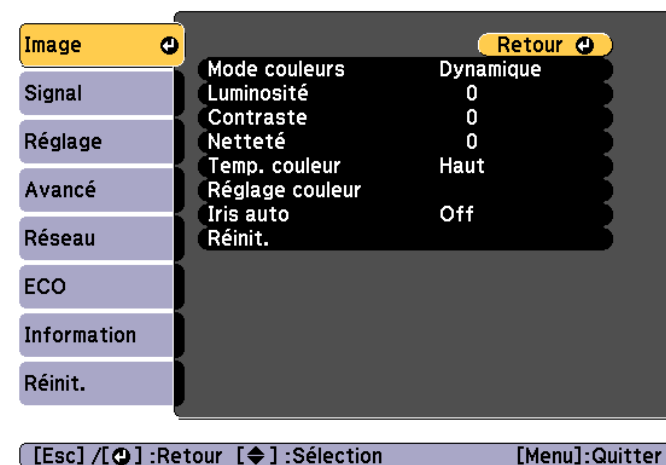 Image
Signal
Réglage
Avancé
Réseau
ECO
Information
Réinit.
Retour
Mode couleurs Dynamique
Luminosité 0
Contraste 0
Netteté 0
Temp. couleur Haut
Réglage couleur
Iris auto Off
Réinit.
[Esc] /[ ] :Retour [ ] :Sélection [Menu]:Quitter